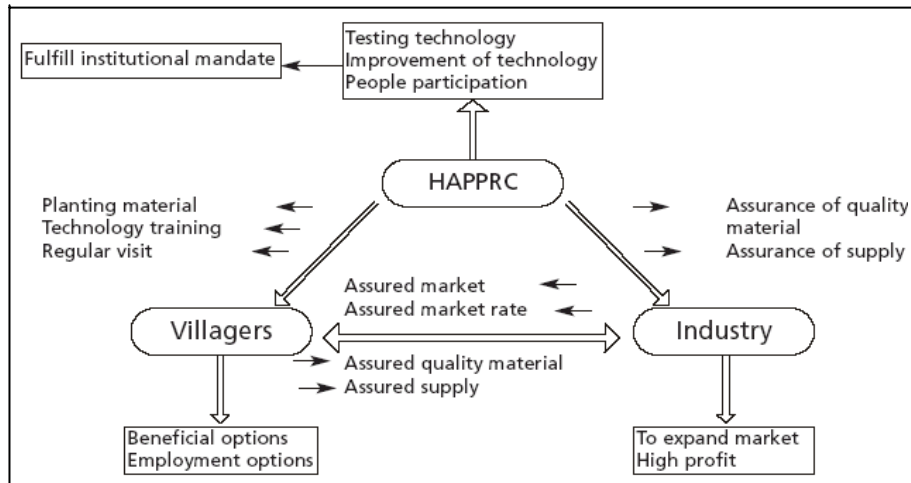 Testing technology
Fulfill institutional mandate
Improvement of technology
People participation
HAPPRC
Planting material
Technology training
Regular visit
Assurance of quality
material
Assurance of supply
Assured market
Assured market rate
Villagers
Industry
Assured quality material
Assured supply
Beneficial options
Employment options
To expand market
High profit